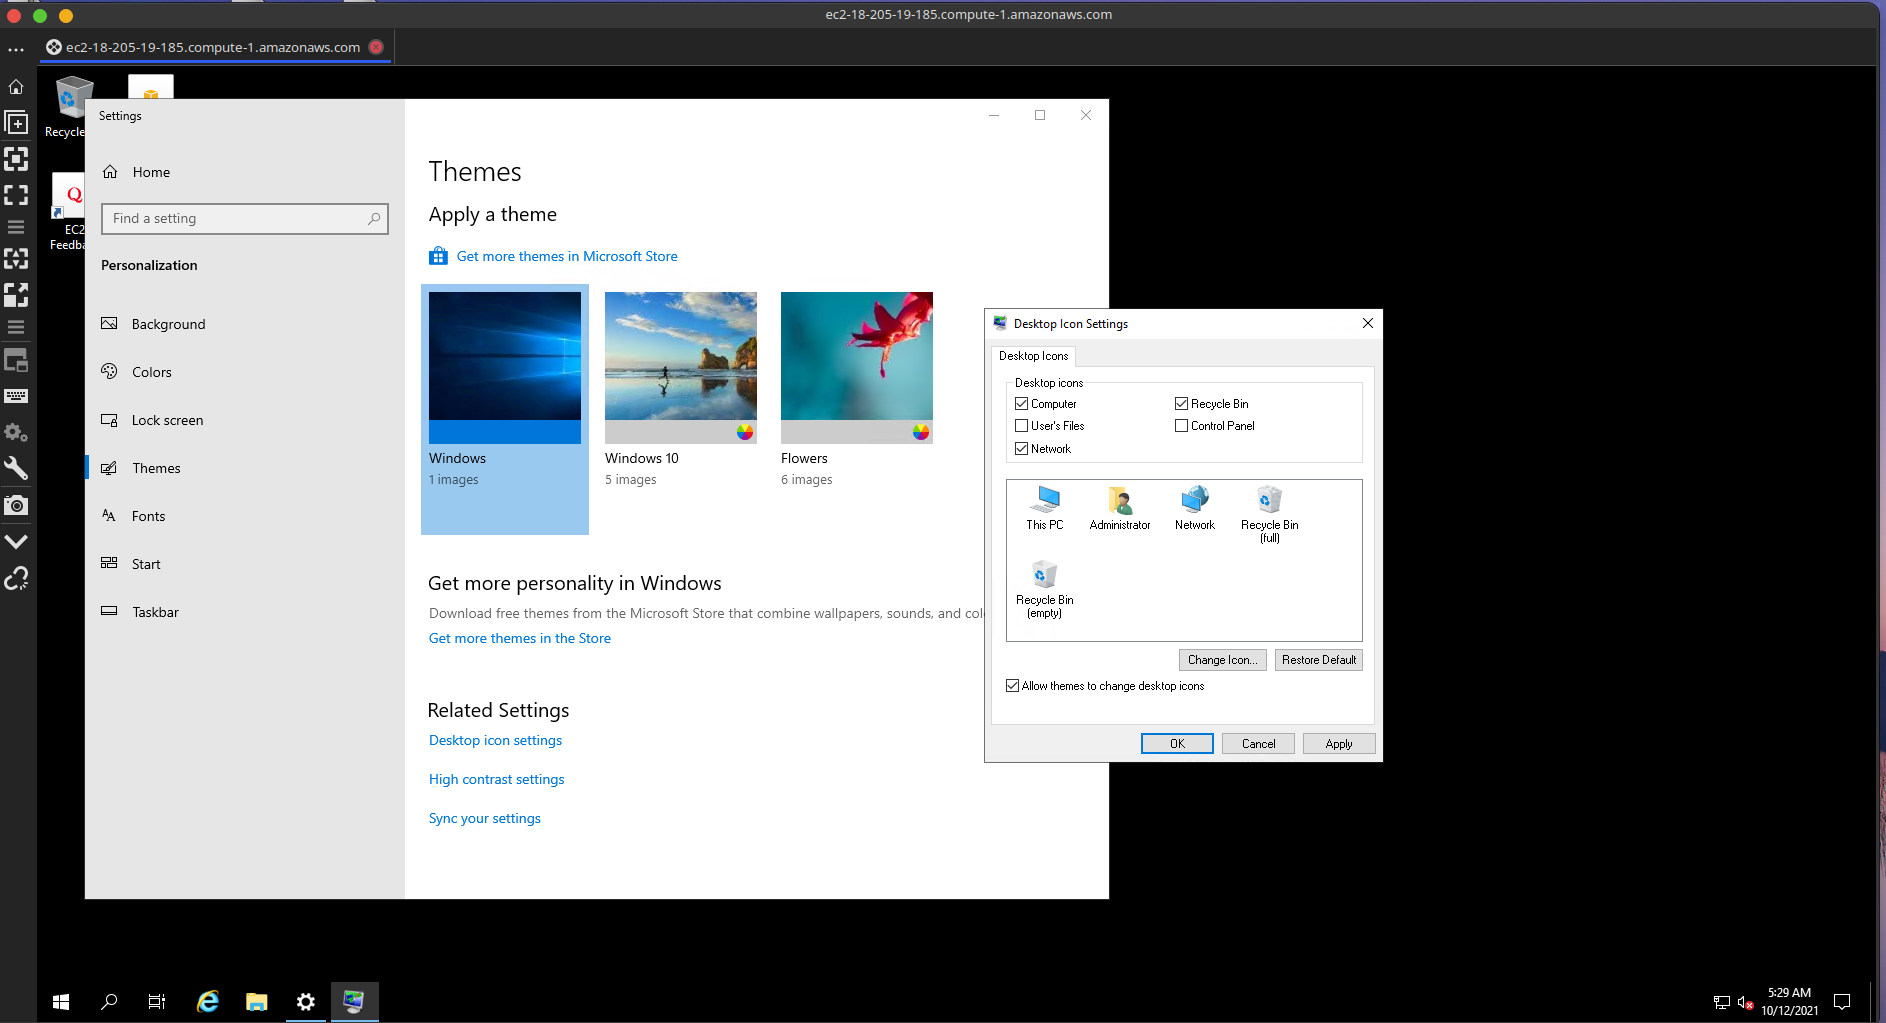 ec2-18-205-19-185.compute-1.amazonaws.com
ec2-18-205-19-185.compute-1.amazonaws.com
Recycle
EC2
Feedba
Settings
Home
Find a setting
Personalization
Background
Colors
Lock screen
Themes
Fonts
Start
Taskbar
Themes
Apply a theme
Get more themes in Microsoft Store
Windows
1 images
Windows 10
5 images
Flowers
6 images
Get more personality in Windows
Download free themes from the Microsoft Store that combine wallpapers, sounds, and col
Get more themes in the Store
Related Settings
Desktop icon settings
High contrast settings
Sync your settings
Desktop Icon Settings
Desktop Icons
Desktop icons
Computer
Recycle Bin
User's Files
Control Panel
Network
This PC
Administrator
Network
Recycle Bin
(full)
Recycle Bin
(empty)
Change Icon...
Restore Default
Allow themes to change desktop icons
OK
Cancel
Apply
5:29 AM
10/12/2021